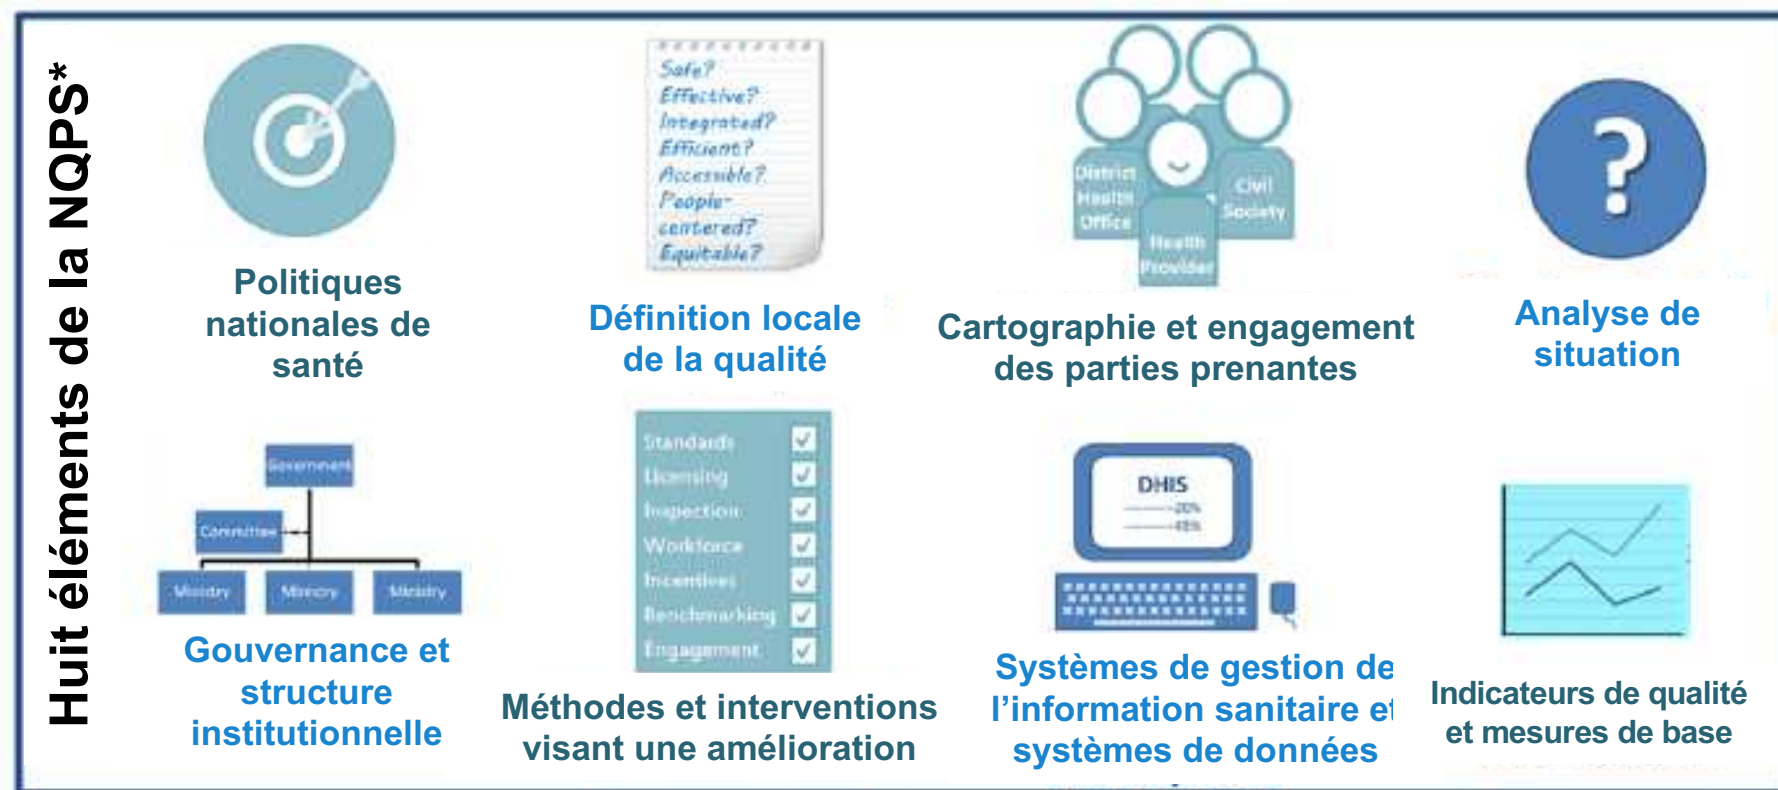 Huit éléments de la NQPS*
Safe?
Effective?
Integrated?
Efficient?
Accessible?
People-
centered?
Equitable?
District
Health
Office
Civil
Society
Health
Provider
Politiques
nationales de
santé
Définition locale
de la qualité
Cartographie et engagement
des parties prenantes
Analyse de
situation
Government
Committee
Ministry
Ministry
Ministry
Standards
Licensing
Inspection
Workforce
Incentives
Benchmarking
Engagement
DHIS
20%
45%
Gouvernance et
structure
institutionnelle
Méthodes et interventions
visant une amélioration
Systèmes de gestion de
l’information sanitaire et
systèmes de données
Indicateurs de qualité
et mesures de base